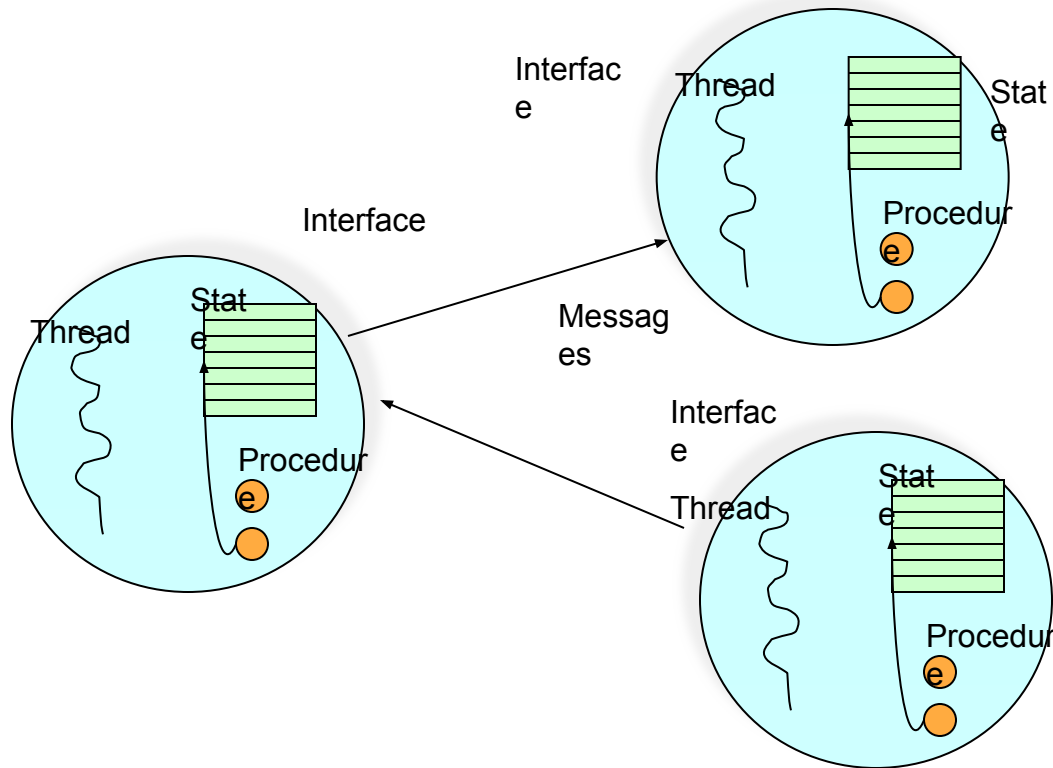 Interfac
e
Thread
Stat
e
Procedur
e
Interface
Stat
e
Thread
Procedur
e
Messag
es
Interfac
e
Thread
Stat
e
Procedur
e